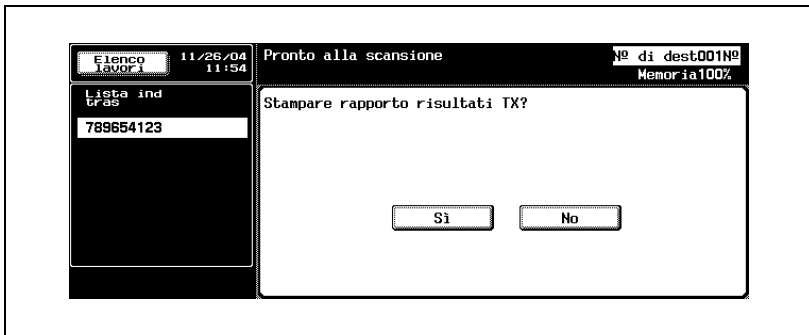 Elenco lavori
11/26/04
11:54
Pronto alla scansione
Nº di dest001Nº
Memoria100%
Lista ind
tras
789654123
Stampare rapporto risultati TX?
Sì
No